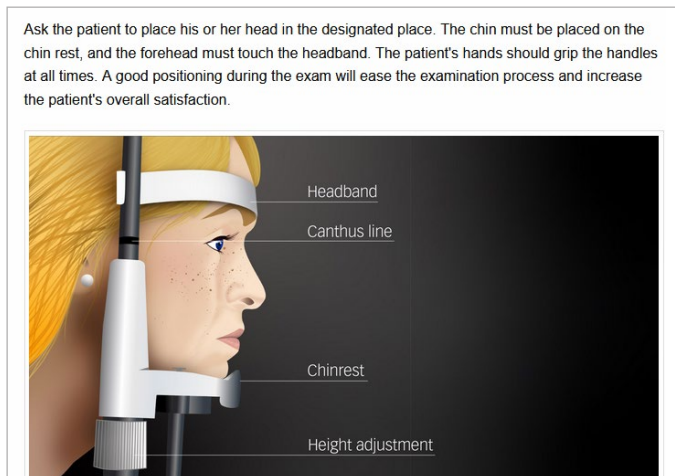 Ask the patient to place his or her head in the designated place. The chin must be placed on the
chin rest, and the forehead must touch the headband. The patient's hands should grip the handles
at all times. A good positioning during the exam will ease the examination process and increase
the patient's overall satisfaction.
Headband
Canthus line
Chinrest
Height adjustment